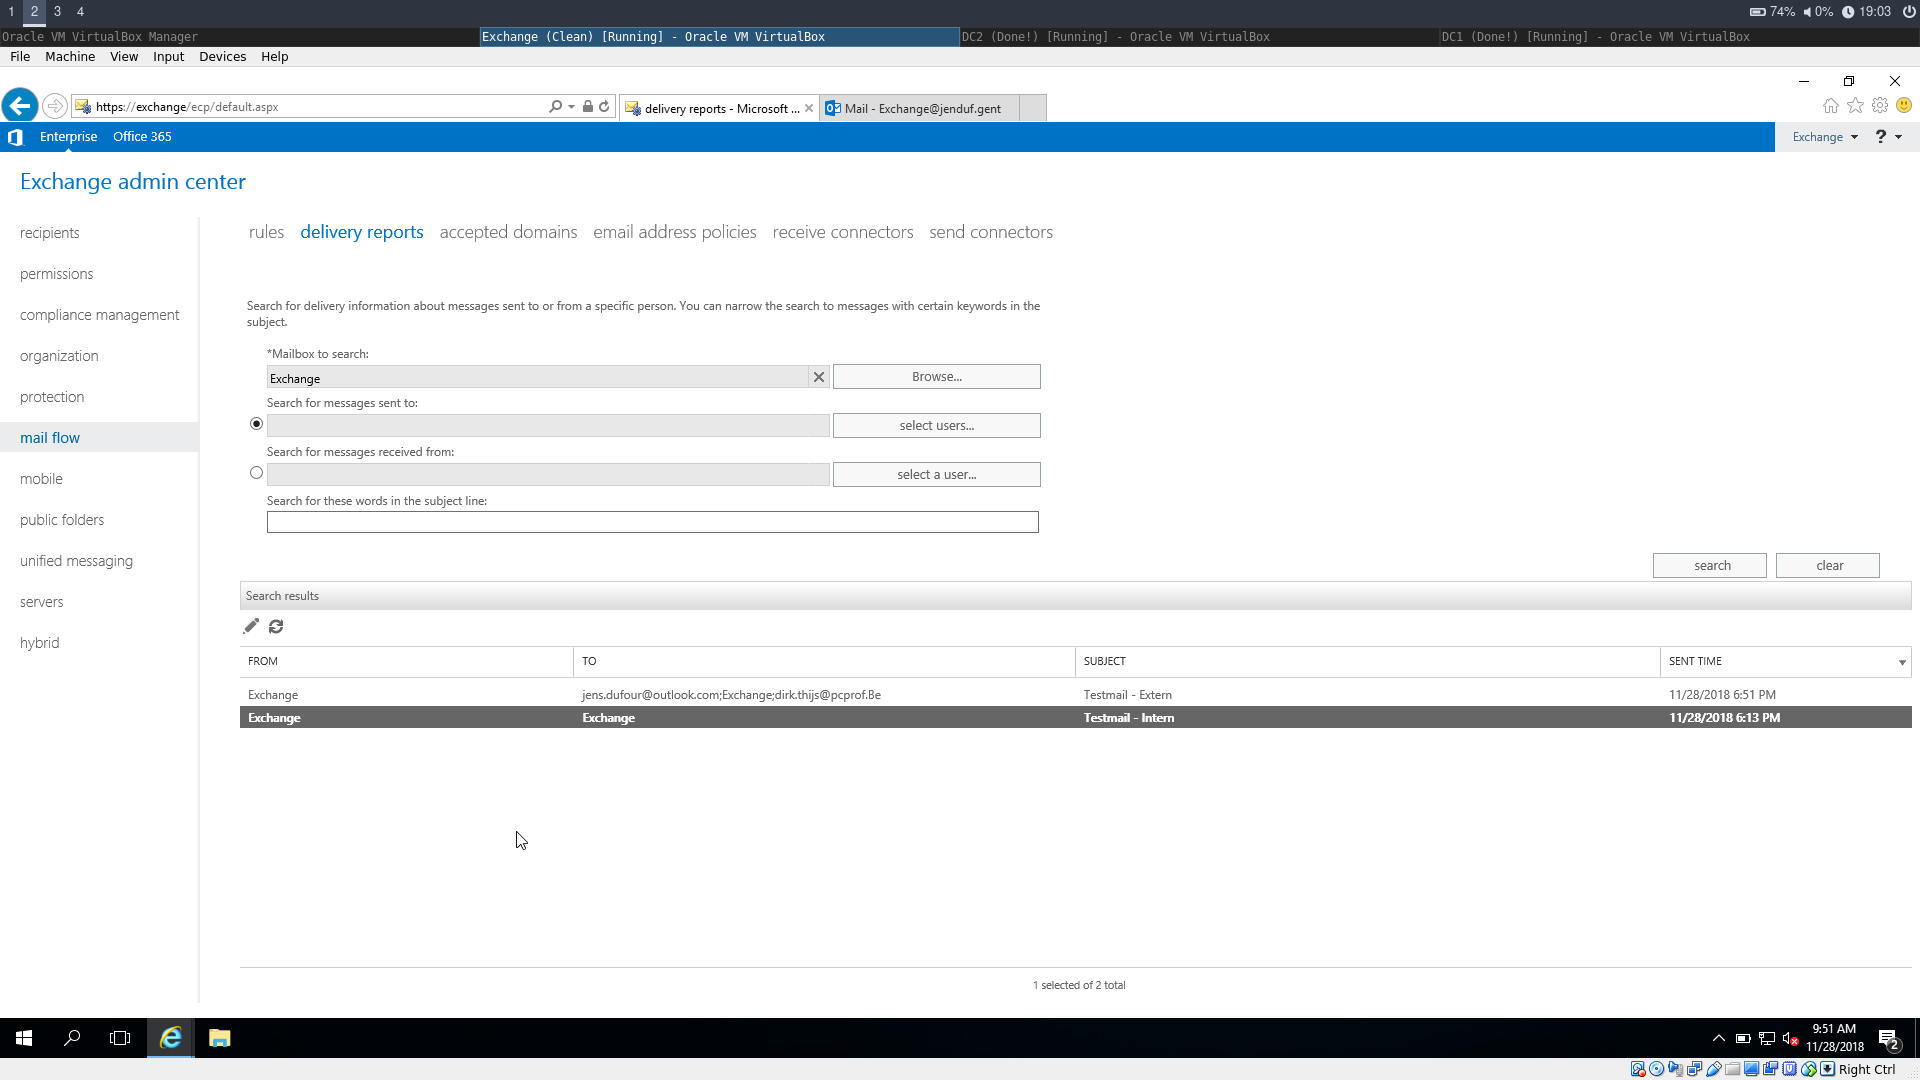 1 2 3 4
74% 0% 19:03
Oracle VM VirtualBox Manager
Exchange (Clean) [Running] - Oracle VM VirtualBox
DC2 (Done!) [Running] - Oracle VM VirtualBox
DC1 (Done!) [Running] - Oracle VM VirtualBox
File Machine View Input Devices Help
https://exchange/ecp/default.aspx
delivery reports - Microsoft ...
Mail - Exchange@jenduf.gent
Enterprise Office 365
Exchange ?
Exchange admin center
recipients
permissions
compliance management
organization
protection
mail flow
mobile
public folders
unified messaging
servers
hybrid
rules delivery reports accepted domains email address policies receive connectors send connectors
Search for delivery information about messages sent to or from a specific person. You can narrow the search to messages with certain keywords in the
subject.
*Mailbox to search:
Exchange
Browse...
Search for messages sent to:
select users...
Search for messages received from:
select a user...
Search for these words in the subject line:
search clear
Search results
FROM TO SUBJECT SENT TIME
Exchange jens.dufour@outlook.com;Exchange;dirk.thijs@pcprof.Be Testmail - Extern 11/28/2018 6:51 PM
Exchange Exchange Testmail - Intern 11/28/2018 6:13 PM
1 selected of 2 total
9:51 AM
11/28/2018
2
Right Ctrl